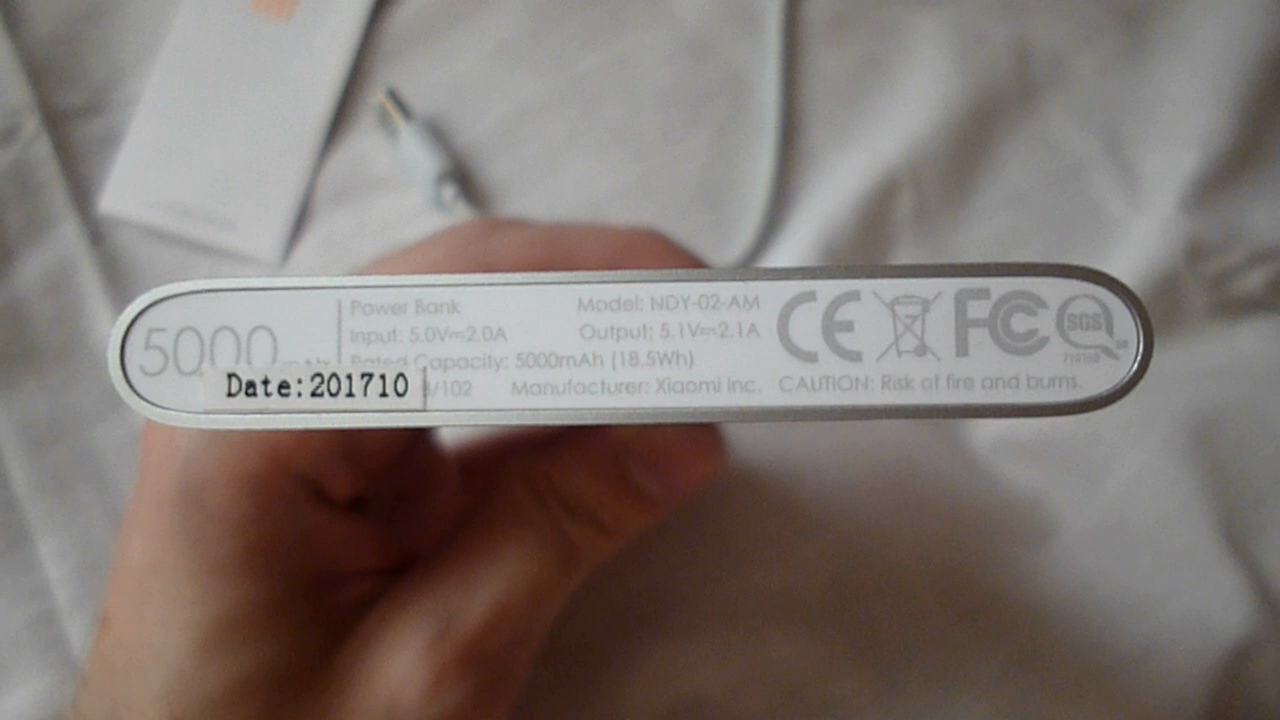 5000mAh
Power Bank
Model: NDY-02-AM
Input: 5.0V⎓2.0A
Output: 5.1V⎓2.1A
Rated Capacity: 5000mAh (18.5Wh)
Date:201710
/102
Manufacturer: Xiaomi Inc.
CAUTION: Risk of fire and burns.
CE
FC
SGS